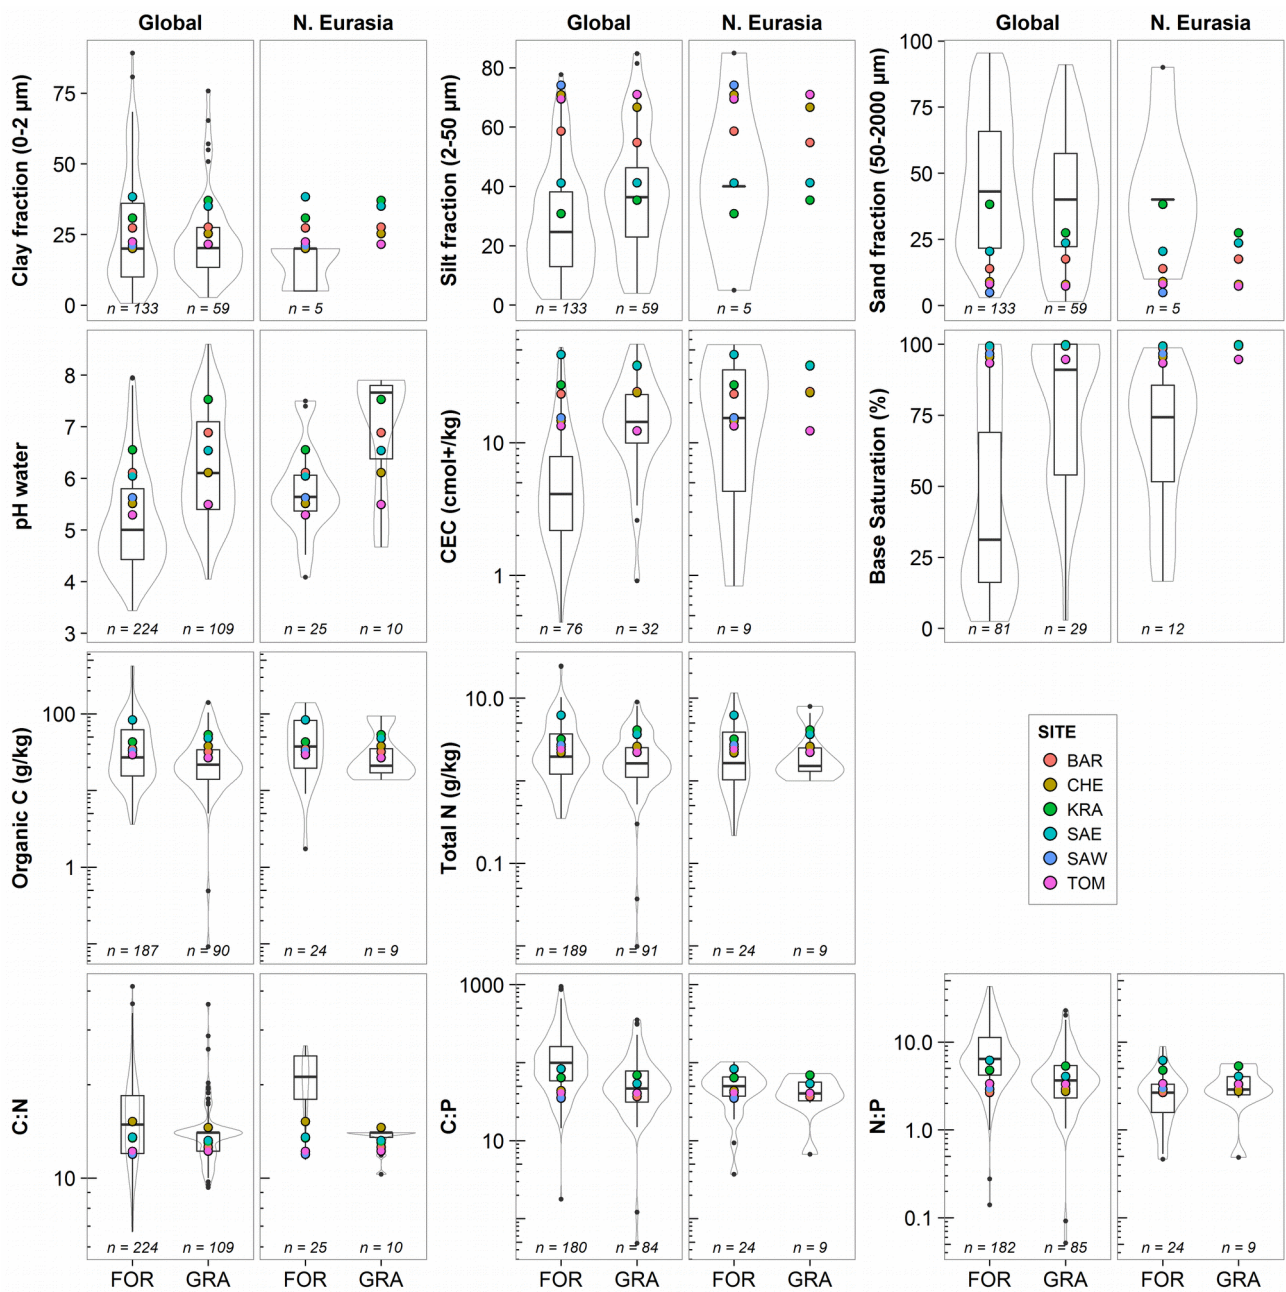 Global N. Eurasia Global N. Eurasia Global N. Eurasia
Clay fraction (0-2 µm)
75
50
25
0
n = 133 n = 59 n = 5
Silt fraction (2-50 µm)
80
60
40
20
0
n = 133 n = 59 n = 5
Sand fraction (50-2000 µm)
100
75
50
25
0
n = 133 n = 59 n = 5
pH water
8
7
6
5
4
3
n = 224 n = 109 n = 25 n = 10
CEC (cmol+/kg)
10
1
n = 76 n = 32 n = 9
Base Saturation (%)
100
75
50
25
0
n = 81 n = 29 n = 12
Organic C (g/kg)
100
1
n = 187 n = 90 n = 24 n = 9
Total N (g/kg)
10.0
0.1
n = 189 n = 91 n = 24 n = 9
SITE
BAR
CHE
KRA
SAE
SAW
TOM
C:N
10
n = 224 n = 109 n = 25 n = 10
FOR GRA FOR GRA
C:P
1000
10
n = 180 n = 84 n = 24 n = 9
FOR GRA FOR GRA
N:P
10.0
1.0
0.1
n = 182 n = 85 n = 24 n = 9
FOR GRA FOR GRA